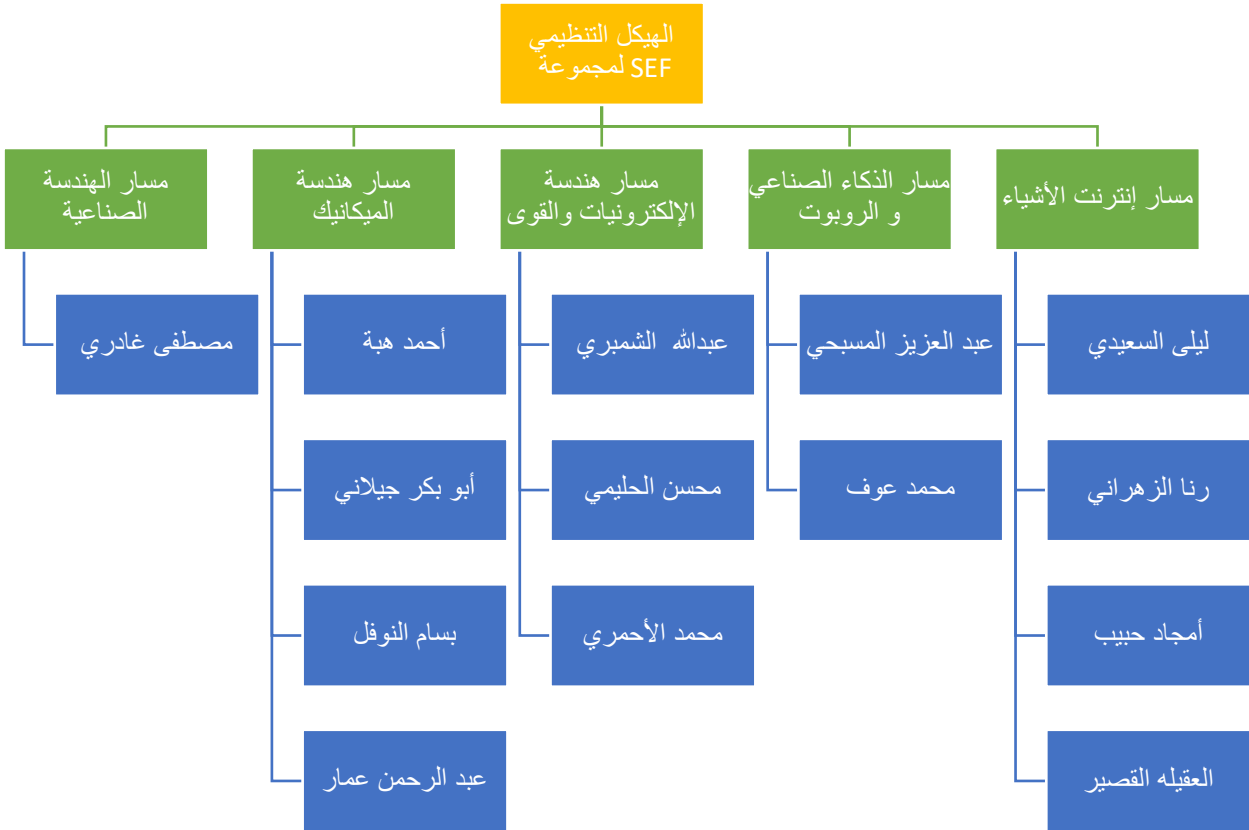 الهيكل التنظيمي
لمجموعة SEF
مسار إنترنت الأشياء
مسار الذكاء الصناعي
و الروبوت
مسار هندسة
الإلكترونيات والقوى
مسار هندسة
الميكانيك
مسار الهندسة
الصناعية
ليلى السعيدي
عبد العزيز المسبحي
عبدالله الشمبري
أحمد هبة
مصطفى غادري
رنا الزهراني
محمد عوف
محسن الحليمي
أبو بكر جيلاني
أمجاد حبيب
محمد الأحمري
بسام النوفل
العقيله القصير
عبد الرحمن عمار